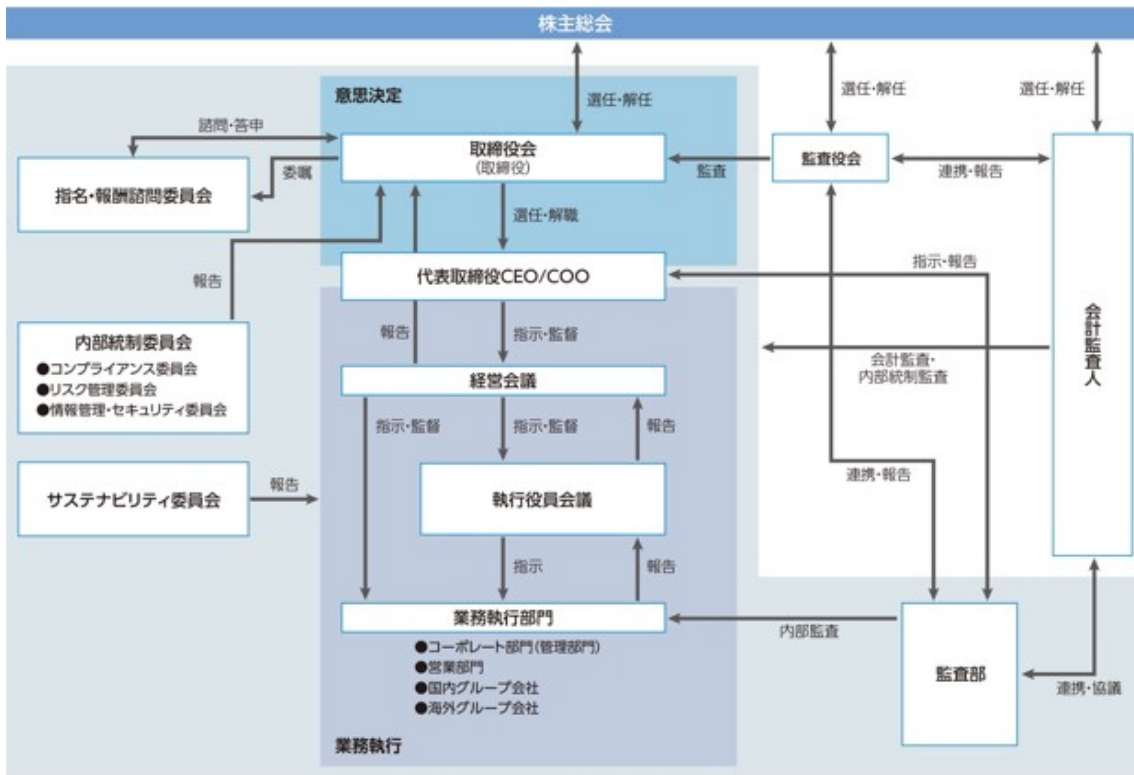 株主総会
意思決定
選任・解任
選任・解任
選任・解任
諮問・答申
取締役会
(取締役)
監査役会
監査
連携・報告
委嘱
指名・報酬諮問委員会
選任・解職
報告
代表取締役CEO/COO
指示・報告
会計監査人
内部統制委員会
●コンプライアンス委員会
●リスク管理委員会
●情報管理・セキュリティ委員会
報告
指示・監督
会計監査・
内部統制監査
経営会議
指示・監督
指示・監督
報告
サステナビリティ委員会
報告
執行役員会議
連携・報告
指示
報告
業務執行部門
内部監査
●コーポレート部門(管理部門)
●営業部門
●国内グループ会社
●海外グループ会社
監査部
連携・協議
業務執行